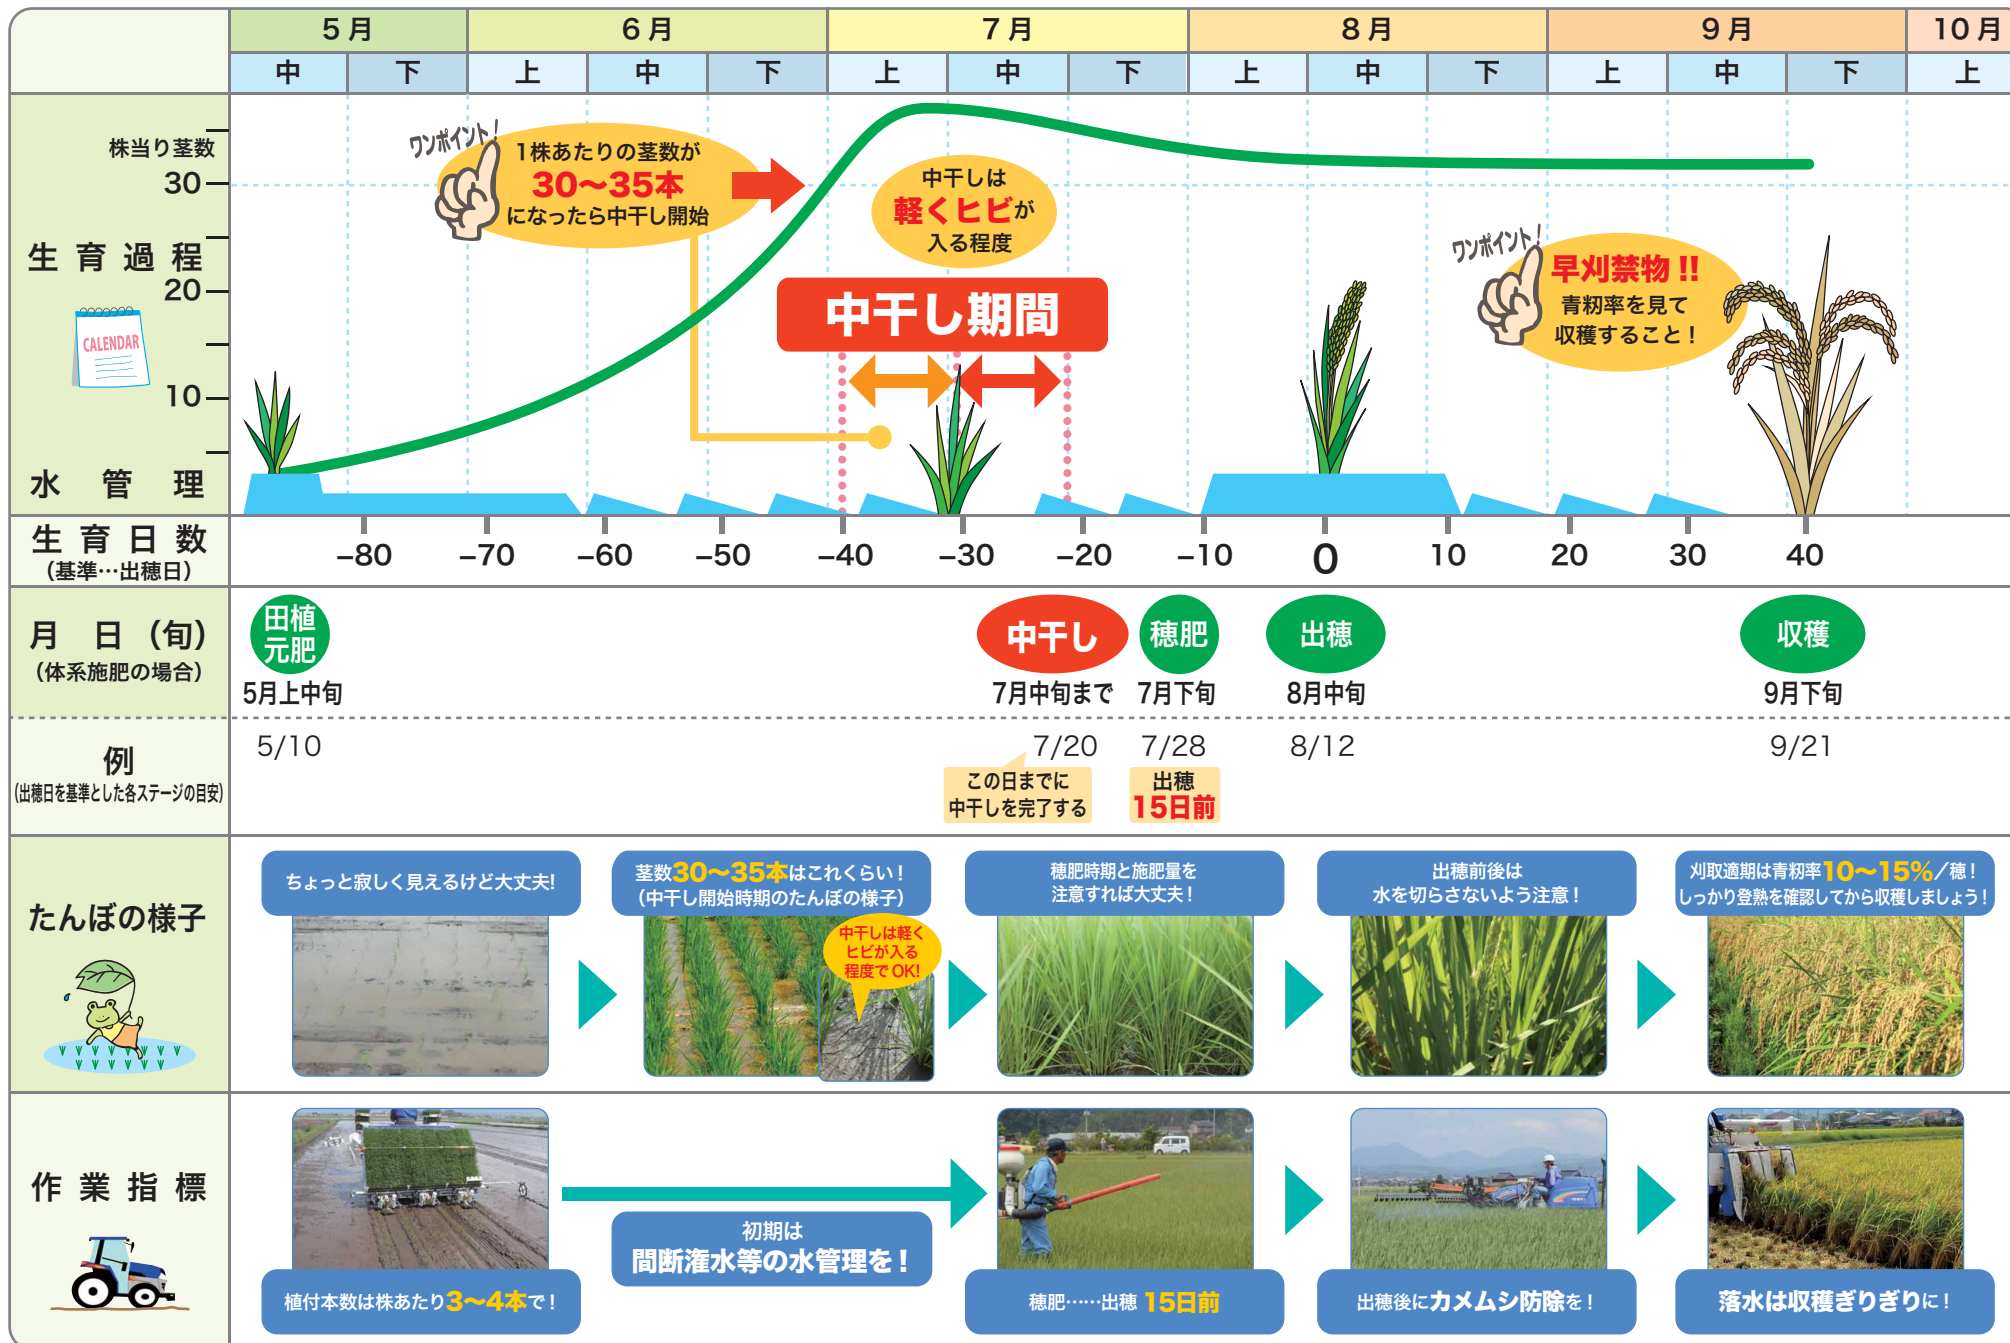 5月
6月
7月
8月
9月
10月
中
下
上
中
下
上
中
下
上
中
下
上
中
下
上
株当り茎数
30
生育過程
20
CALENDAR
10
水管理
ワンポイント!
1株あたりの茎数が
30〜35本
になったら中干し開始
中干しは
軽くヒビが
入る程度
中干し期間
ワンポイント!
早刈禁物!!
青籾率を見て
収穫すること!
生育日数
(基準…出穂日)
–80
–70
–60
–50
–40
–30
–20
–10
0
10
20
30
40
月日(旬)
(体系施肥の場合)
田植
元肥
5月上中旬
中干し
7月中旬まで
穂肥
7月下旬
出穂
8月中旬
収穫
9月下旬
例
(出穂日を基準とした各ステージの目安)
5/10
7/20
この日までに
中干しを完了する
7/28
出穂
15日前
8/12
9/21
たんぼの様子
ちょっと寂しく見えるけど大丈夫!
茎数30〜35本はこれくらい!
(中干し開始時期のたんぼの様子)
中干しは軽く
ヒビが入る
程度でOK!
穂肥時期と施肥量を
注意すれば大丈夫!
出穂前後は
水を切らさないよう注意!
刈取適期は青籾率10〜15%/穂!
しっかり登熟を確認してから収穫しましょう!
作業指標
植付本数は株あたり3〜4本で!
初期は
間断潅水等の水管理を!
穂肥……出穂 15日前
出穂後にカメムシ防除を!
落水は収穫ぎりぎりに!